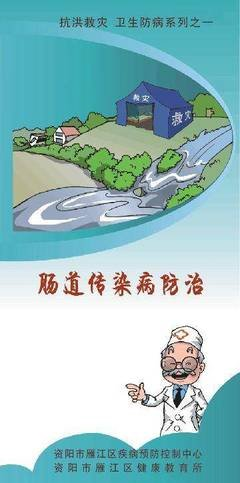 抗洪救灾 卫生防病系列之一
救灾
救灾
肠道传染病防治
资阳市雁江区疾病预防控制中心
资阳市雁江区健康教育所